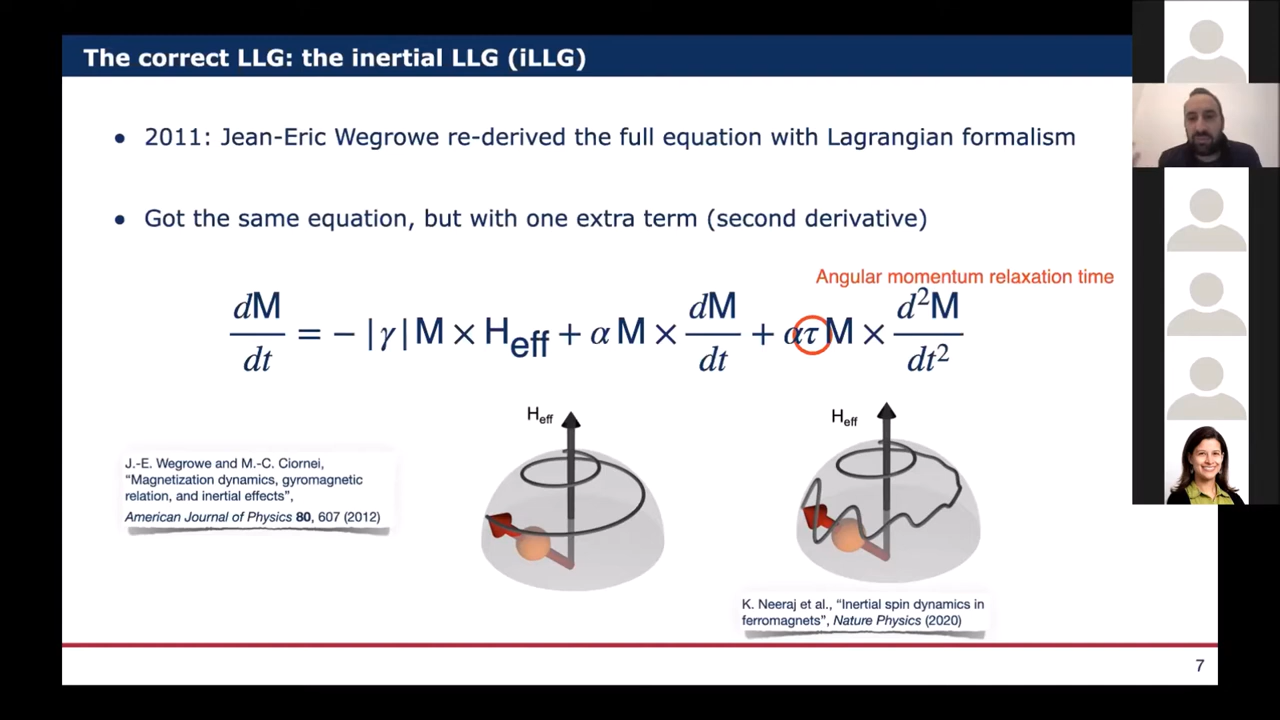 The correct LLG: the inertial LLG (iLLG)
• 2011: Jean-Eric Wegrowe re-derived the full equation with Lagrangian formalism
• Got the same equation, but with one extra term (second derivative)
Angular momentum relaxation time
dM/dt = − |γ| M × H_eff + α M × dM/dt + ατ M × d²M/dt²
H_eff
H_eff
J.-E. Wegrowe and M.-C. Ciornei,
“Magnetization dynamics, gyromagnetic
relation, and inertial effects”,
American Journal of Physics 80, 607 (2012)
K. Neeraj et al., “Inertial spin dynamics in
ferromagnets”, Nature Physics (2020)
7